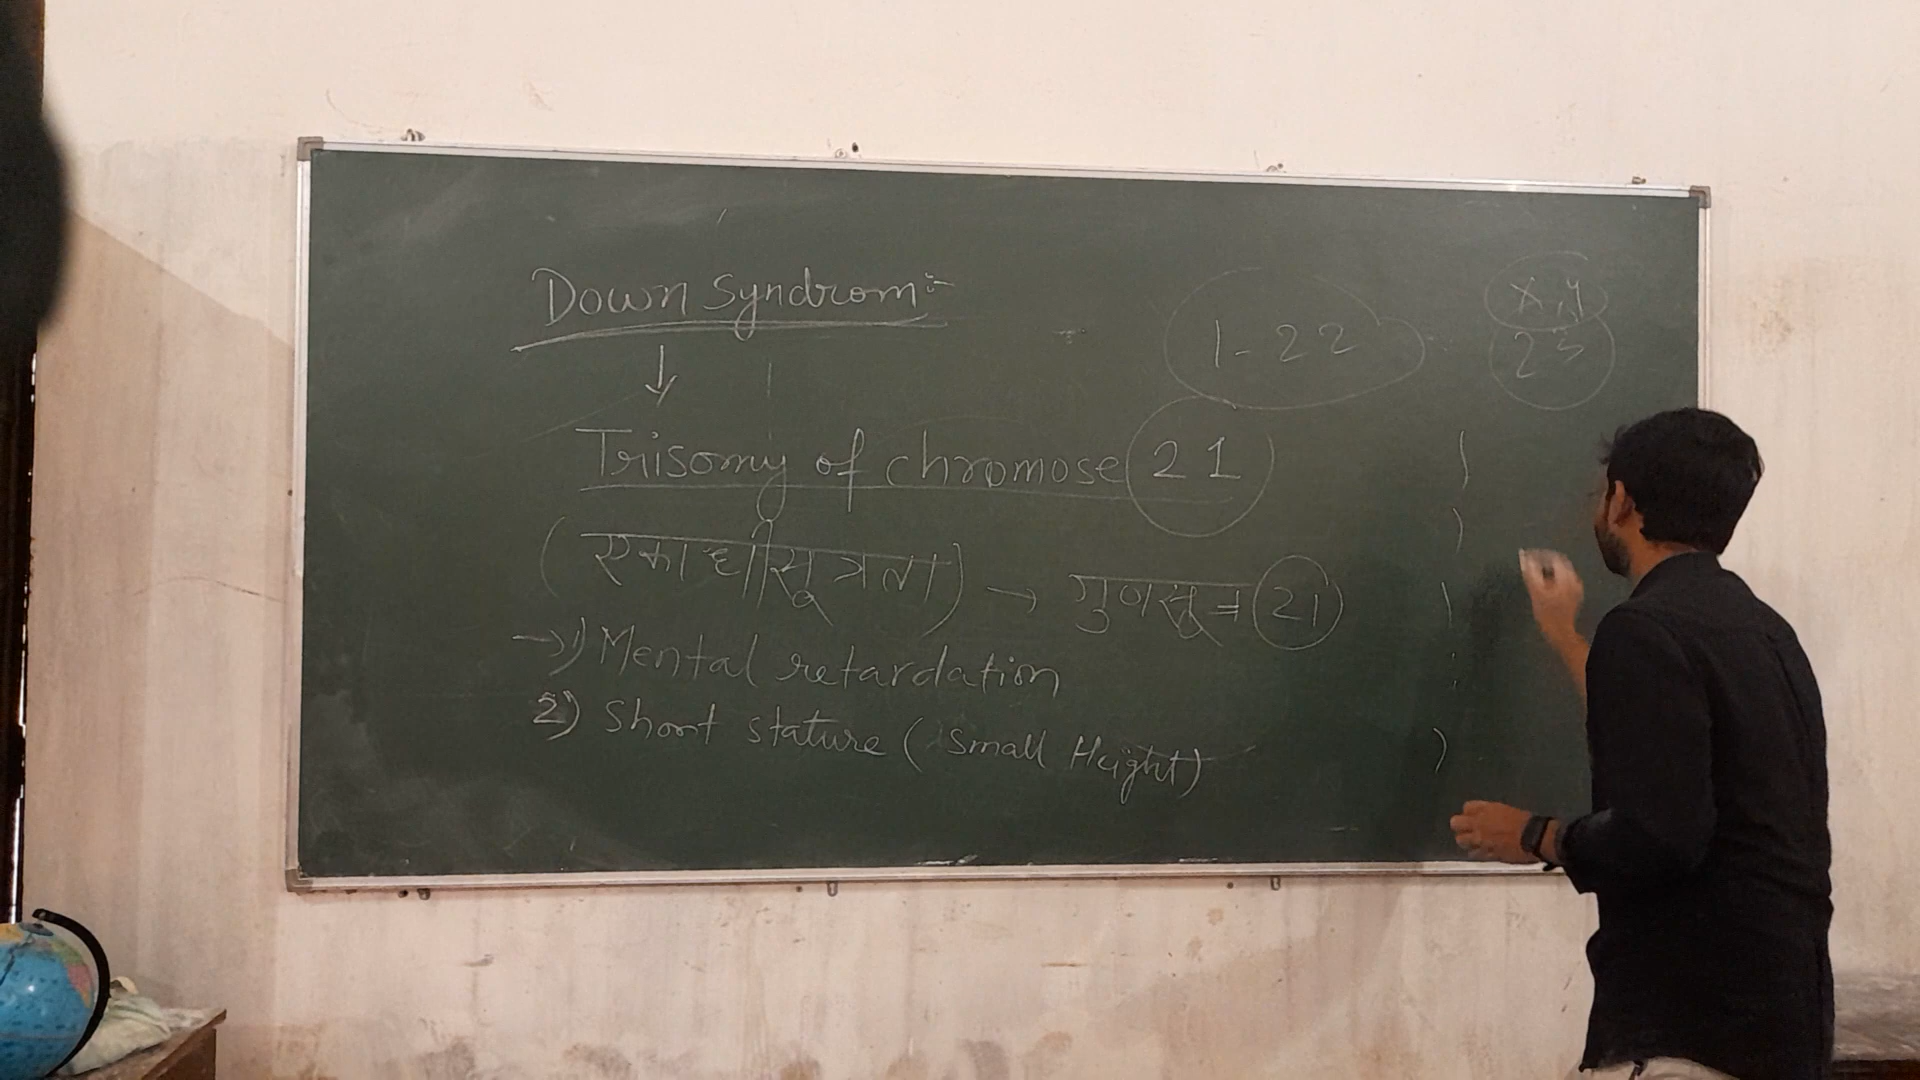 Down Syndrom:-
1-22
x,y
23
↓
Trisomy of chromose 21
(एकाधीसूत्रता) → गुणसूत्र 21
→ 1) Mental retardation
2) Short stature (Small Height)